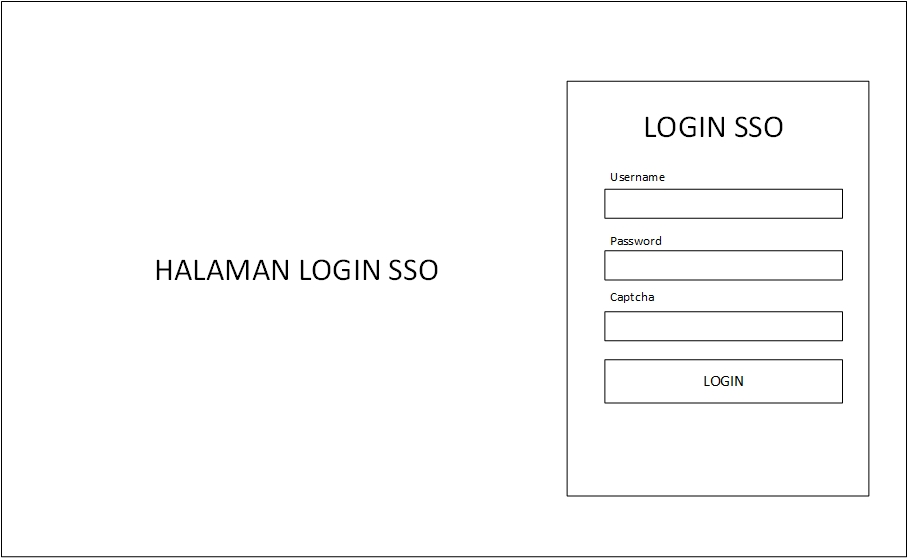 HALAMAN LOGIN SSO
LOGIN SSO
Username
Password
Captcha
LOGIN